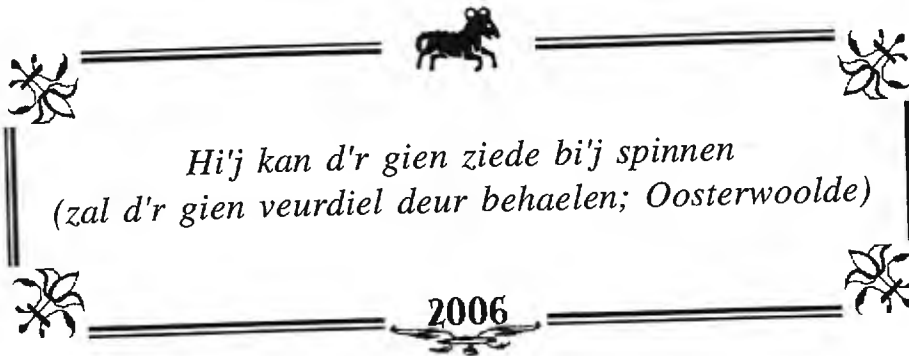 Hi'j kan d'r gien ziede bi'j spinnen
(zal d'r gien veurdiel deur behaelen; Oosterwoolde)
2006